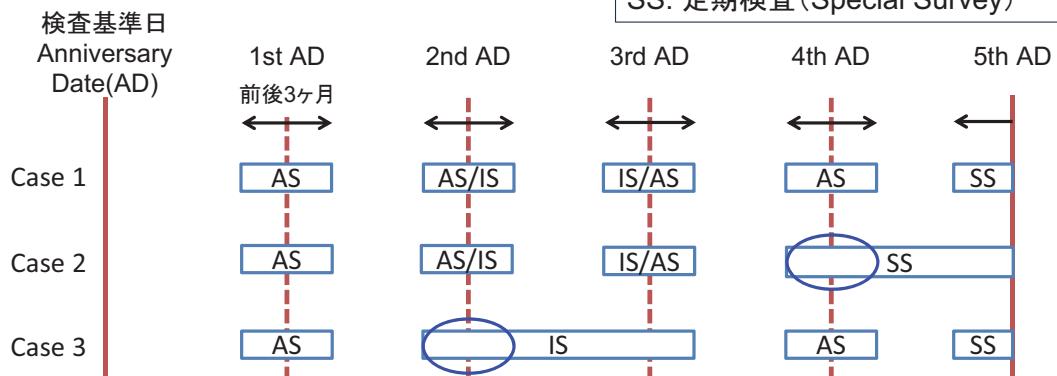 SS: 定期検査(Special Survey)
検査基準日
Anniversary
Date(AD)
1st AD
2nd AD
3rd AD
4th AD
5th AD
前後3ヶ月
Case 1
AS
AS/IS
IS/AS
AS
SS
Case 2
AS
AS/IS
IS/AS
SS
Case 3
AS
IS
AS
SS